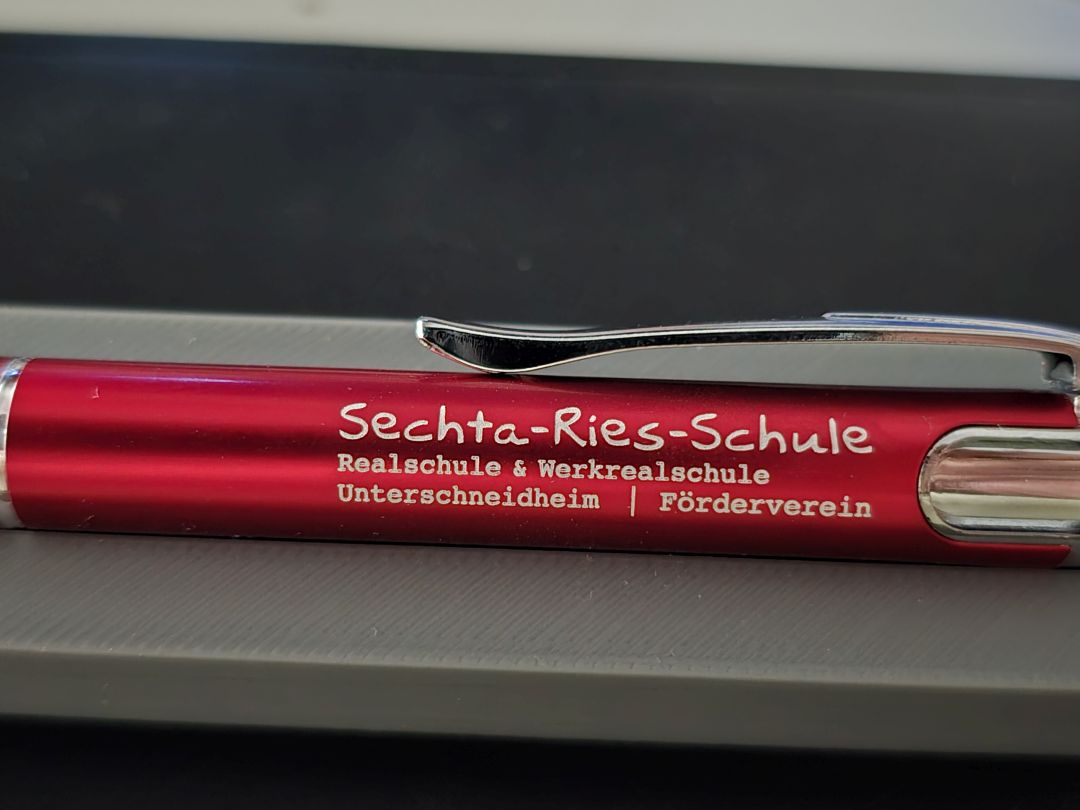 Sechta-Ries-Schule
Realschule & Werkrealschule
Unterschneidheim | Förderverein